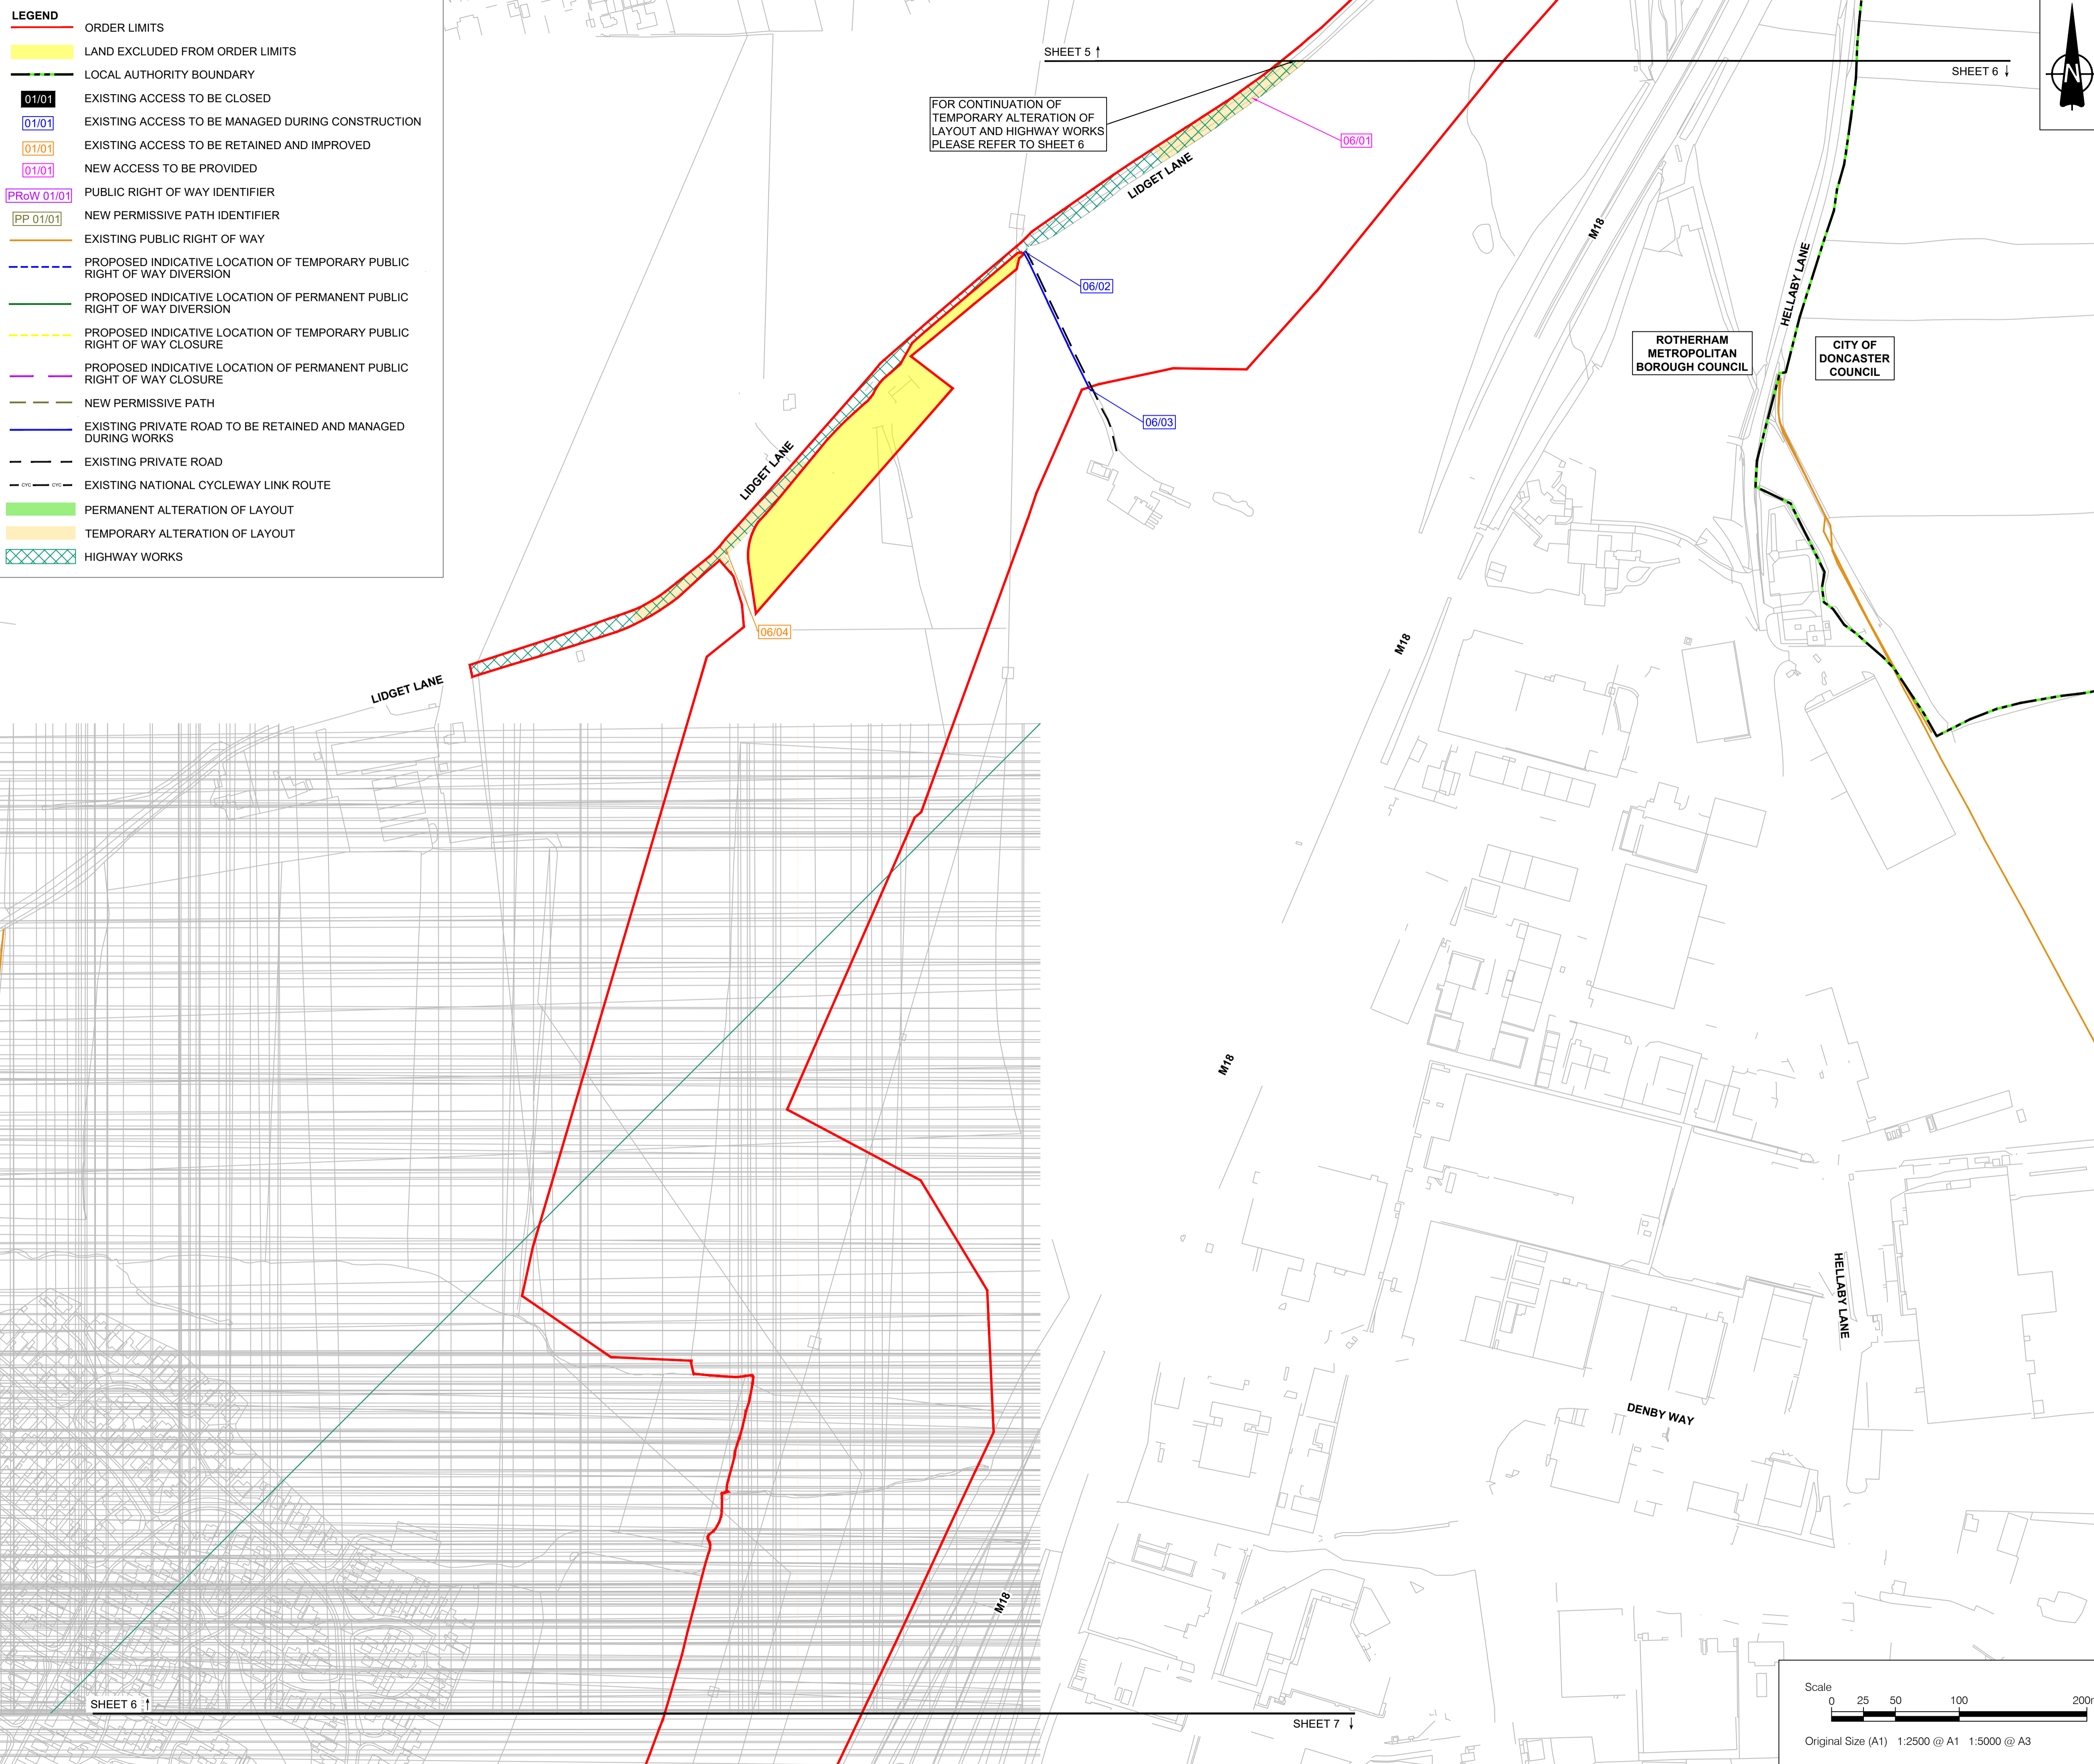 LEGEND
ORDER LIMITS
LAND EXCLUDED FROM ORDER LIMITS
LOCAL AUTHORITY BOUNDARY
01/01 EXISTING ACCESS TO BE CLOSED
01/01 EXISTING ACCESS TO BE MANAGED DURING CONSTRUCTION
01/01 EXISTING ACCESS TO BE RETAINED AND IMPROVED
01/01 NEW ACCESS TO BE PROVIDED
PRoW 01/01 PUBLIC RIGHT OF WAY IDENTIFIER
PP 01/01 NEW PERMISSIVE PATH IDENTIFIER
EXISTING PUBLIC RIGHT OF WAY
PROPOSED INDICATIVE LOCATION OF TEMPORARY PUBLIC
RIGHT OF WAY DIVERSION
PROPOSED INDICATIVE LOCATION OF PERMANENT PUBLIC
RIGHT OF WAY DIVERSION
PROPOSED INDICATIVE LOCATION OF TEMPORARY PUBLIC
RIGHT OF WAY CLOSURE
PROPOSED INDICATIVE LOCATION OF PERMANENT PUBLIC
RIGHT OF WAY CLOSURE
NEW PERMISSIVE PATH
EXISTING PRIVATE ROAD TO BE RETAINED AND MANAGED
DURING WORKS
EXISTING PRIVATE ROAD
CYC CYC EXISTING NATIONAL CYCLEWAY LINK ROUTE
PERMANENT ALTERATION OF LAYOUT
TEMPORARY ALTERATION OF LAYOUT
HIGHWAY WORKS
SHEET 5 ↑
SHEET 6 ↓
N
FOR CONTINUATION OF
TEMPORARY ALTERATION OF
LAYOUT AND HIGHWAY WORKS
PLEASE REFER TO SHEET 6
06/01
LIDGET LANE
M18
HELLABY LANE
06/02
ROTHERHAM
METROPOLITAN
BOROUGH COUNCIL
CITY OF
DONCASTER
COUNCIL
06/03
LIDGET LANE
06/04
M18
LIDGET LANE
M18
HELLABY LANE
DENBY WAY
M18
SHEET 6 ↑
SHEET 7 ↓
Scale
0 25 50 100 200m
Original Size (A1) 1:2500 @ A1 1:5000 @ A3